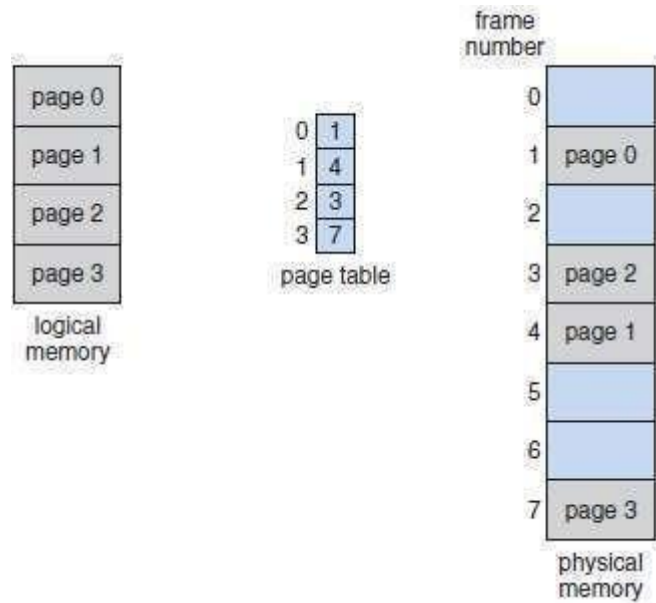 page 0
page 1
page 2
page 3
logical
memory
0 1
1 4
2 3
3 7
page table
frame
number
0
1 page 0
2
3 page 2
4 page 1
5
6
7 page 3
physical
memory